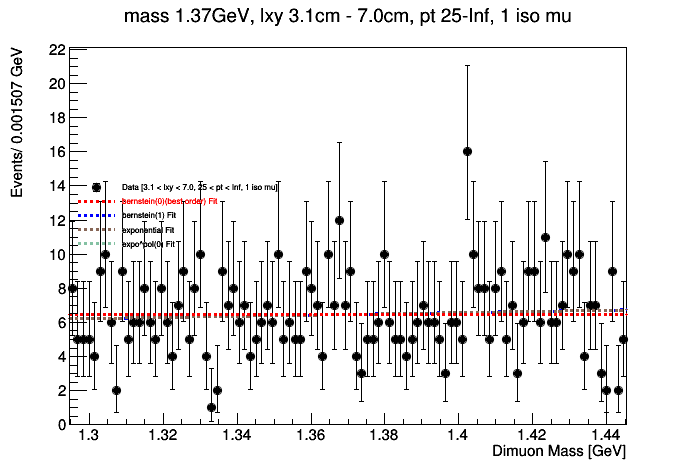 mass 1.37GeV, lxy 3.1cm - 7.0cm, pt 25-Inf, 1 iso mu
Events/ 0.001507 GeV
22
20
18
16
14
12
10
8
6
4
2
0
Data [3.1 < lxy < 7.0, 25 < pt < Inf, 1 iso mu]
bernstein(0)(best order) Fit
bernstein(1) Fit
exponential Fit
expo*pol(0) Fit
1.3 1.32 1.34 1.36 1.38 1.4 1.42 1.44
Dimuon Mass [GeV]